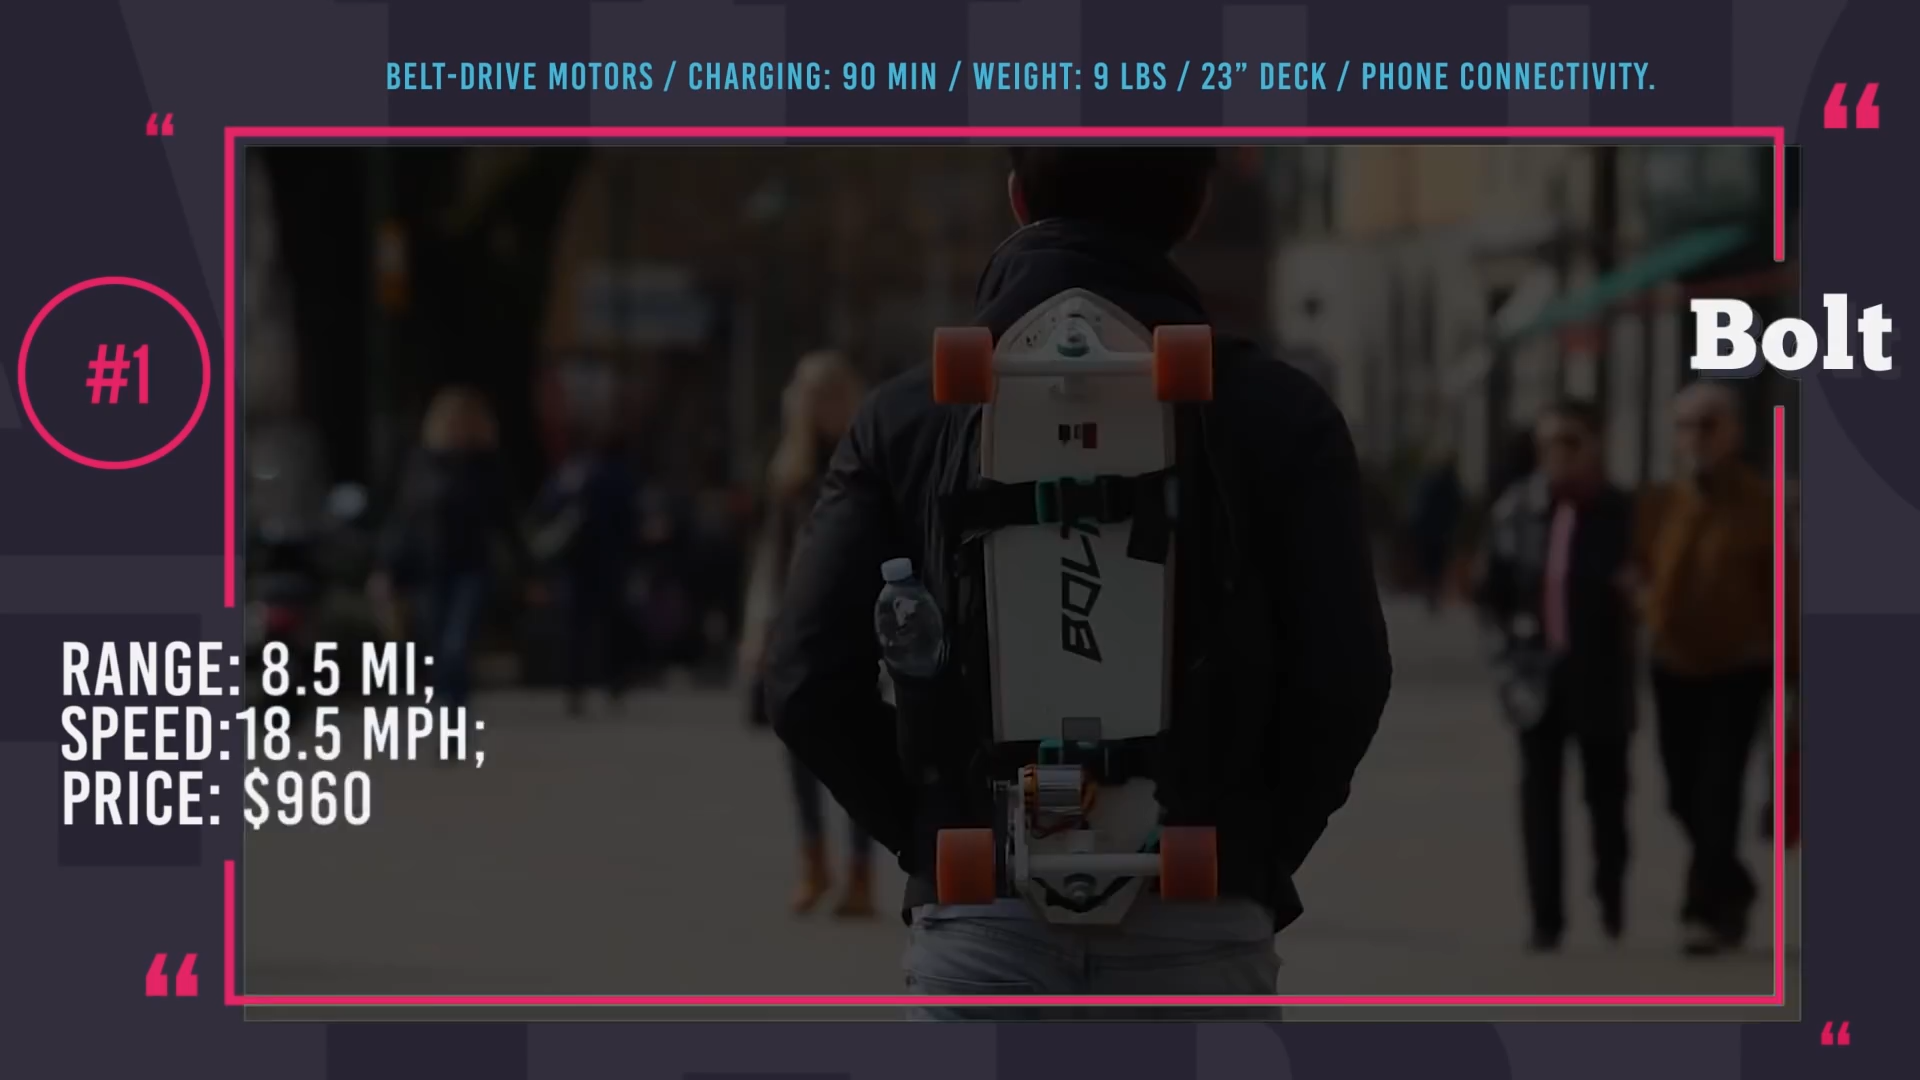 BELT-DRIVE MOTORS / CHARGING: 90 MIN / WEIGHT: 9 LBS / 23” DECK / PHONE CONNECTIVITY.
#1
Bolt
BOLT
RANGE: 8.5 MI;
SPEED:18.5 MPH;
PRICE: $960